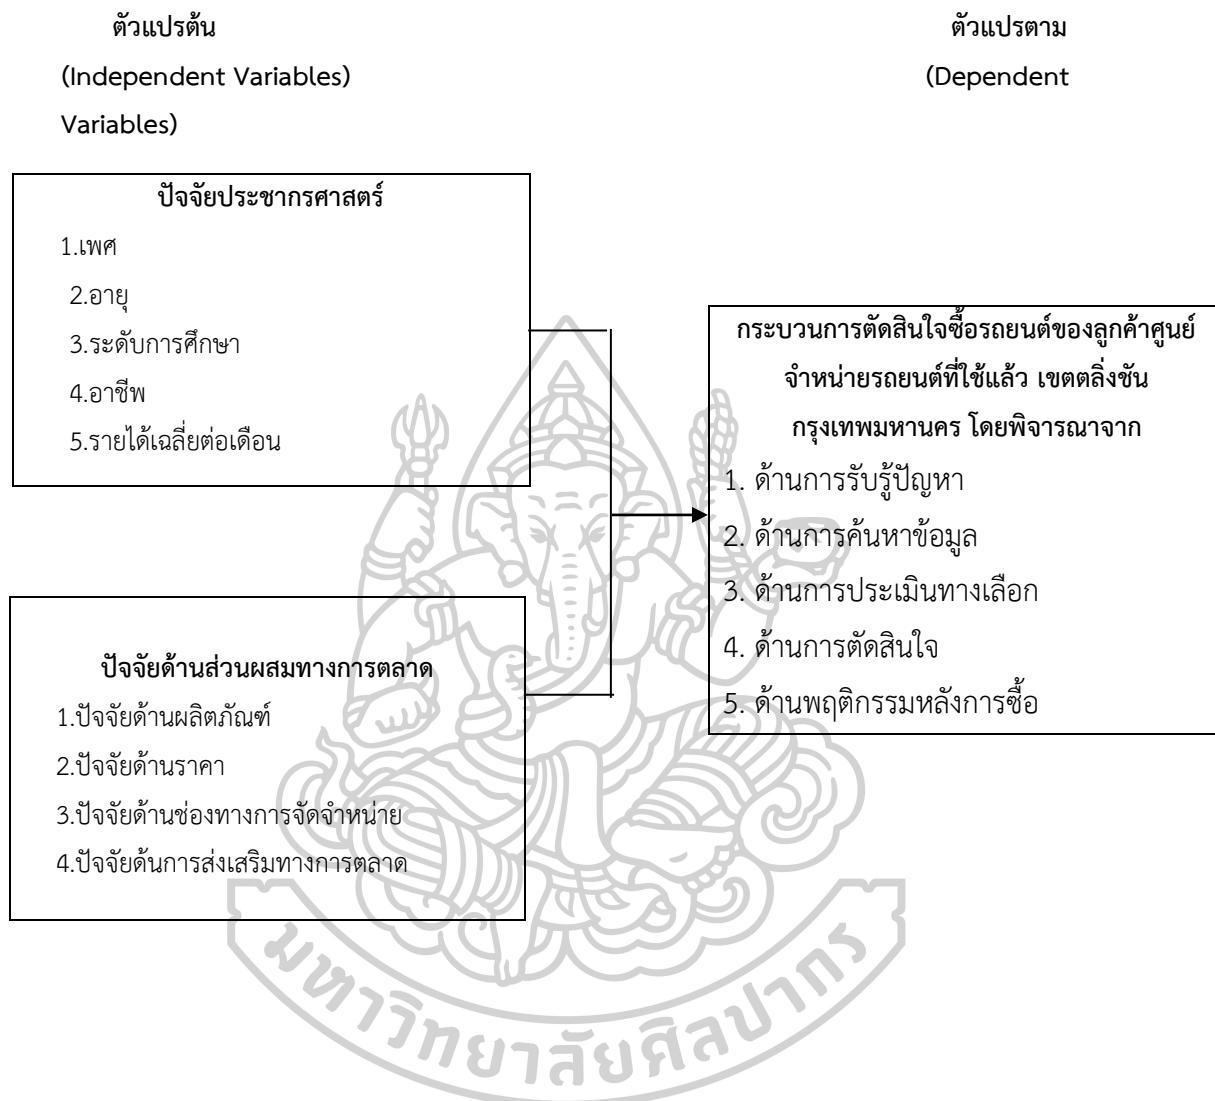 ตัวแปรต้น
ตัวแปรตาม
(Independent Variables)
(Dependent
Variables)
ปัจจัยประชากรศาสตร์
1.เพศ
2.อายุ
3.ระดับการศึกษา
4.อาชีพ
5.รายได้เฉลี่ยต่อเดือน
ปัจจัยด้านส่วนผสมทางการตลาด
1.ปัจจัยด้านผลิตภัณฑ์
2.ปัจจัยด้านราคา
3.ปัจจัยด้านช่องทางการจัดจำหน่าย
4.ปัจจัยด้นการส่งเสริมทางการตลาด
กระบวนการตัดสินใจซื้อรถยนต์ของลูกค้าศูนย์
จำหน่ายรถยนต์ที่ใช้แล้ว เขตตลิ่งชัน
กรุงเทพมหานคร โดยพิจารณาจาก
1. ด้านการรับรู้ปัญหา
2. ด้านการค้นหาข้อมูล
3. ด้านการประเมินทางเลือก
4. ด้านการตัดสินใจ
5. ด้านพฤติกรรมหลังการซื้อ
มหาวิทยาลัยศิลปากร